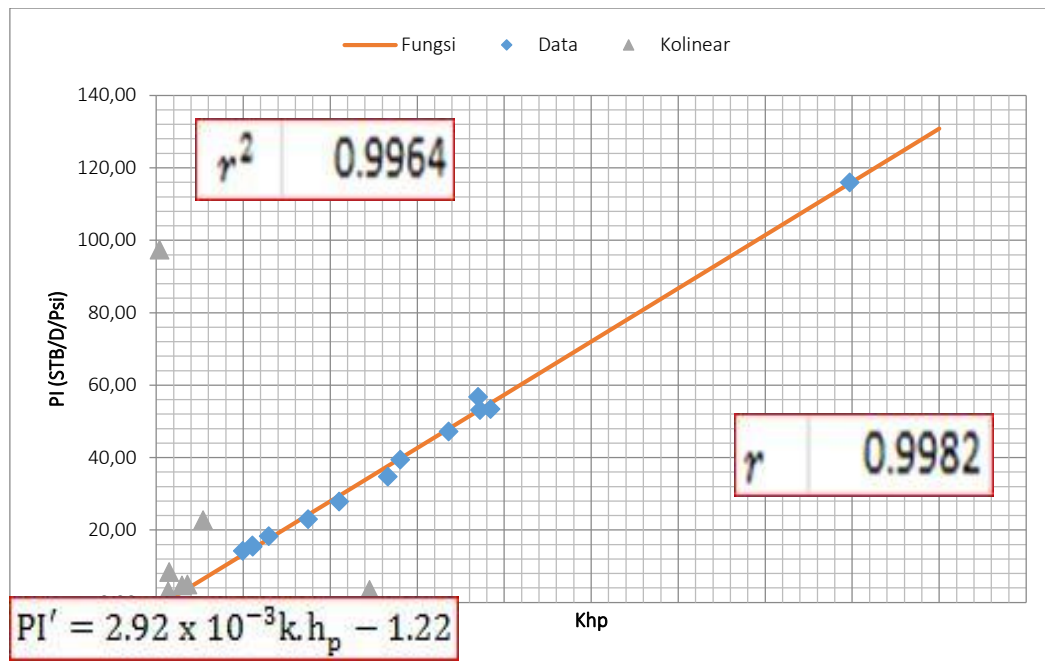 Fungsi Data Kolinear
140,00
r² 0.9964
120,00
100,00
80,00
PI (STB/D/Psi)
60,00
40,00
r 0.9982
20,00
Khp
PI′ = 2.92 x 10⁻³k.hₚ − 1.22